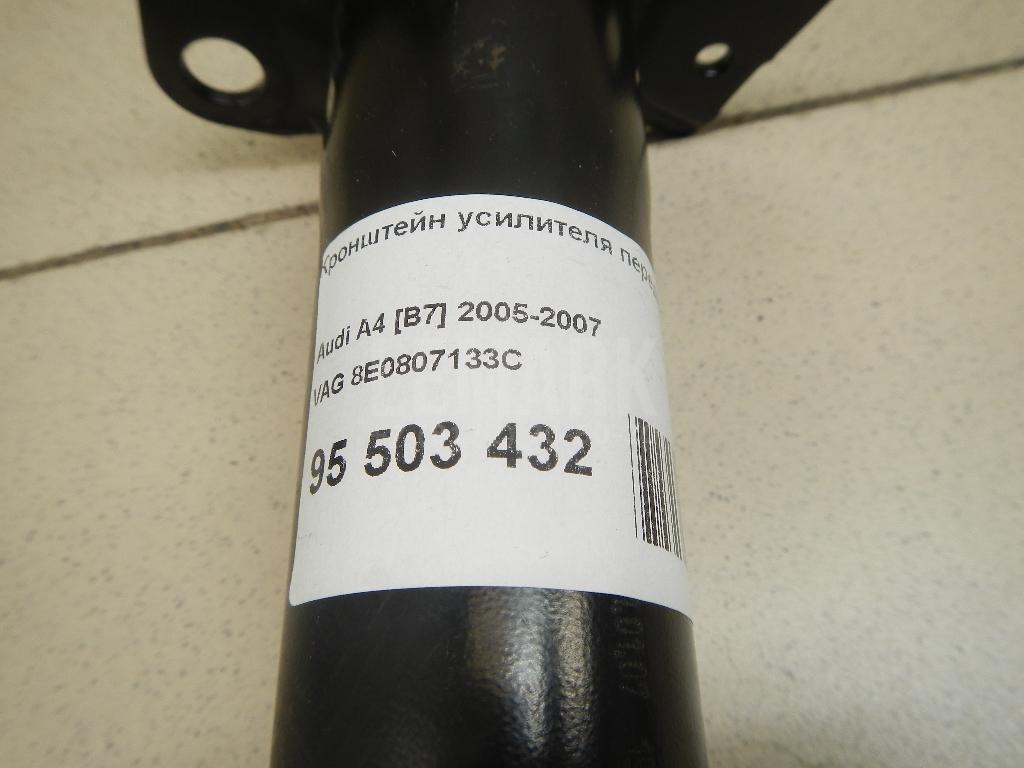 Кронштейн усилителя
Audi A4 [B7] 2005-2007
VAG 8E0807133C
95 503 432